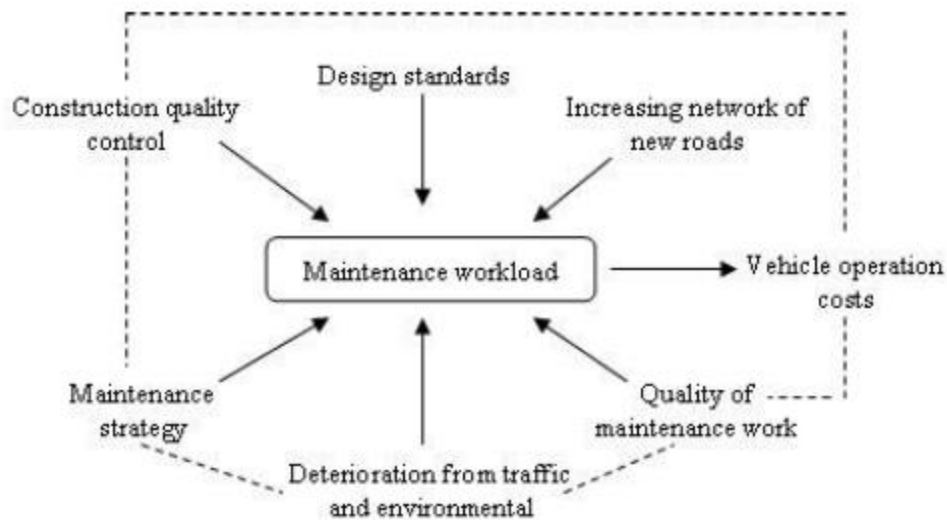 Design standards
Construction quality
control
Increasing network of
new roads
Maintenance workload
Vehicle operation
costs
Maintenance
strategy
Quality of
maintenance work
Deterioration from traffic
and environmental